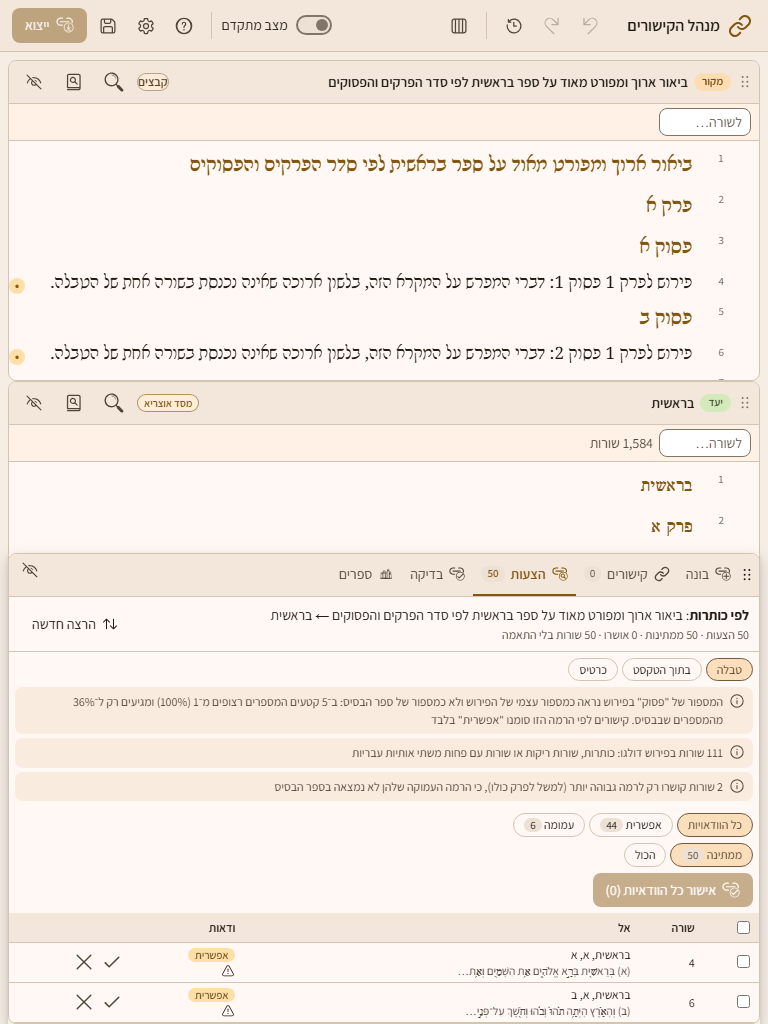 מנהל הקישורים
מצב מתקדם
ייצוא
מקור
ביאור ארוך ומפורט מאוד על ספר בראשית לפי סדר הפרקים והפסוקים
קבצים
לשורה…
1 ביאור ארוך ומפורט מאוד על ספר בראשית לפי סדר הפרקים והפסוקים
2 פרק א
3 פסוק א
4 פירוש לפרק 1 פסוק 1: דברי המפרש על המקרא הזה, בלשון ארוכה שאינה נכנסת בשורה אחת של הטבלה.
5 פסוק ב
6 פירוש לפרק 1 פסוק 2: דברי המפרש על המקרא הזה, בלשון ארוכה שאינה נכנסת בשורה אחת של הטבלה.
יעד
בראשית
מסד אוצריא
לשורה…
1,584 שורות
1 בראשית
2 פרק א
בונה
קישורים 0
הצעות 50
בדיקה
ספרים
לפי כותרות: ביאור ארוך ומפורט מאוד על ספר בראשית לפי סדר הפרקים והפסוקים ← בראשית
50 הצעות · 50 ממתינות · 0 אושרו · 50 שורות בלי התאמה
הרצה חדשה
טבלה
בתוך הטקסט
כרטיס
המספור של "פסוק" בפירוש נראה כמספור עצמי של הפירוש ולא כמספור של ספר הבסיס: ב־5 קטעים המספרים רצופים מ־1 (100%) ומגיעים רק ל־36%
מהמספרים שבבסיס. קישורים לפי הרמה הזו סומנו "אפשרית" בלבד
111 שורות בפירוש דולגו: כותרות, שורות ריקות או שורות עם פחות משתי אותיות עבריות
2 שורות קושרו רק לרמה גבוהה יותר (למשל לפרק כולו), כי הרמה העמוקה שלהן לא נמצאה בספר הבסיס
כל הוודאויות
אפשרית 44
עמומה 6
ממתינה 50
הכול
אישור כל הוודאיות (0)
שורה
אל
ודאות
4
בראשית, א, א
(א) בְּרֵאשִׁ֖ית בָּרָ֣א אֱלֹהִ֑ים אֵ֥ת הַשָּׁמַ֖יִם וְאֵ֥ת…
אפשרית
6
בראשית, א, ב
(ב) וְהָאָ֗רֶץ הָיְתָ֥ה תֹ֙הוּ֙ וָבֹ֔הוּ וְחֹ֖שֶׁךְ עַל־פְּנֵ֣י…
אפשרית